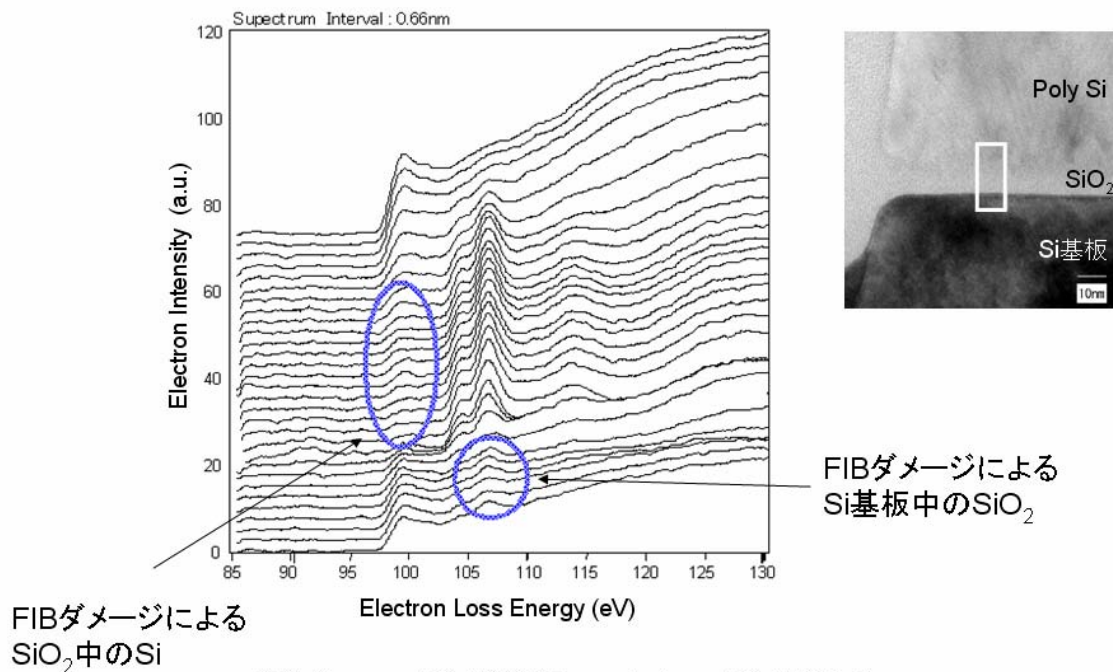 Supectrum Interval : 0.66nm
120
100
80
60
40
20
0
Electron Intensity (a.u.)
85 90 95 100 105 110 115 120 125 130
Electron Loss Energy (eV)
Poly Si
SiO2
Si基板
10nm
FIBダメージによる
Si基板中のSiO2
FIBダメージによる
SiO2中のSi